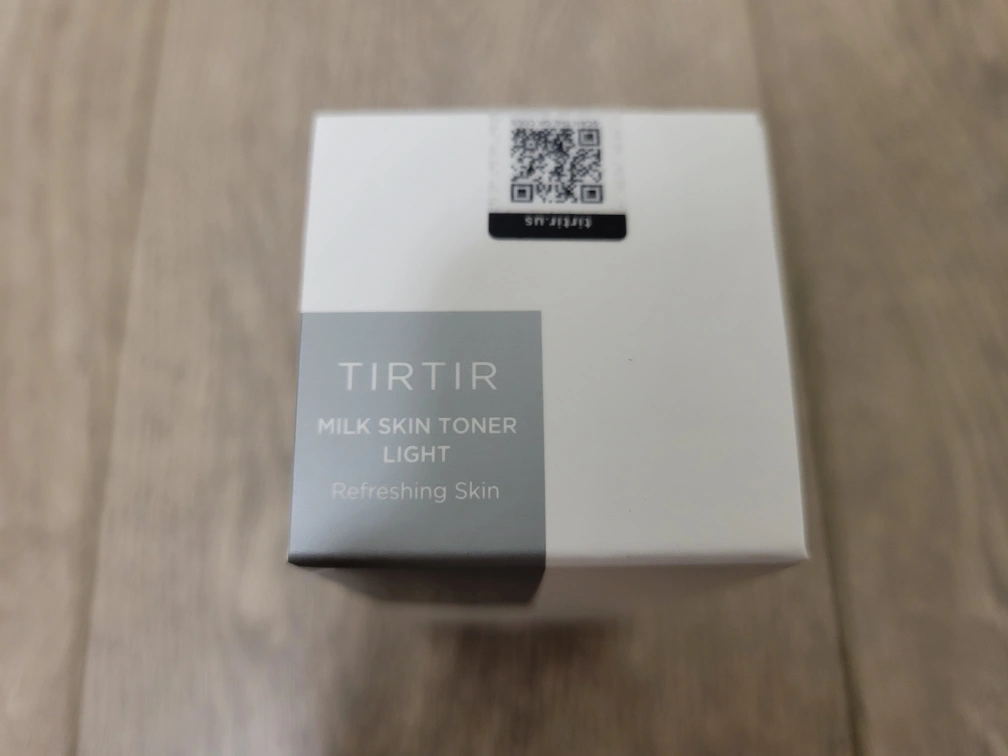 tirtir.us
TIRTIR
MILK SKIN TONER
LIGHT
Refreshing Skin